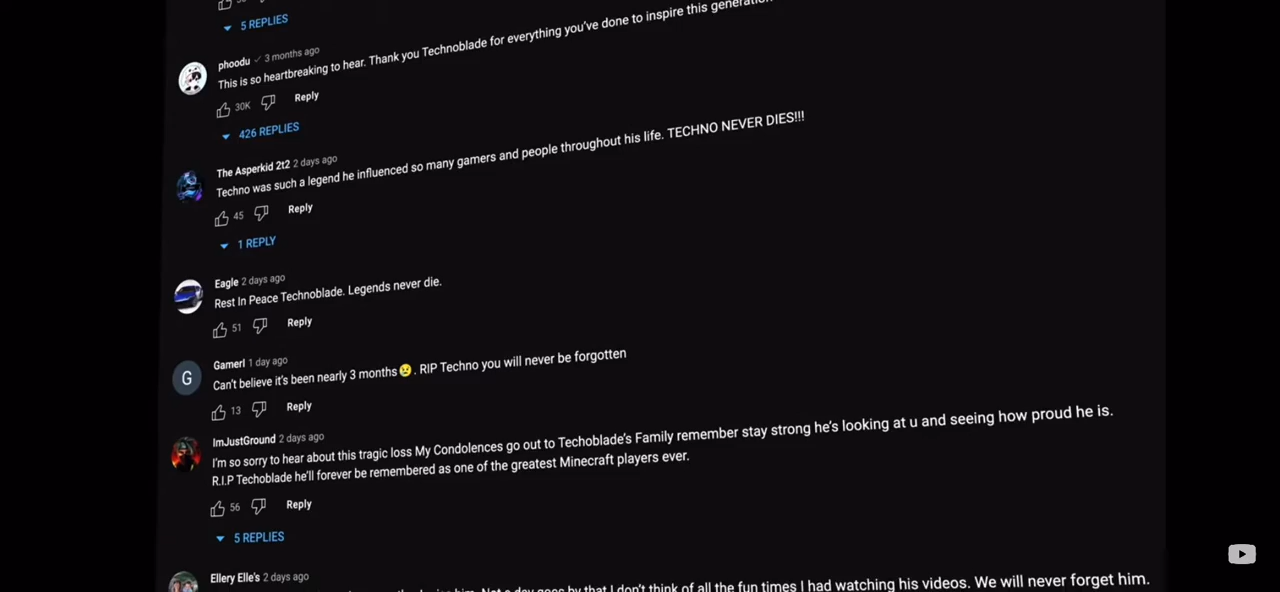 5 REPLIES
phoodu 3 months ago
This is so heartbreaking to hear. Thank you Technoblade for everything you've done to inspire this generation
30K Reply
426 REPLIES
The Asperkid 2t2 2 days ago
Techno was such a legend he influenced so many gamers and people throughout his life. TECHNO NEVER DIES!!!
45 Reply
1 REPLY
Eagle 2 days ago
Rest In Peace Technoblade. Legends never die.
51 Reply
G
Gamerl 1 day ago
Can't believe it's been nearly 3 months😢. RIP Techno you will never be forgotten
13 Reply
ImJustGround 2 days ago
I'm so sorry to hear about this tragic loss My Condolences go out to Techoblade's Family remember stay strong he's looking at u and seeing how proud he is.
R.I.P Techoblade he'll forever be remembered as one of the greatest Minecraft players ever.
56 Reply
5 REPLIES
Ellery Elle's 2 days ago
him. Not a day goes by that I don't think of all the fun times I had watching his videos. We will never forget him.